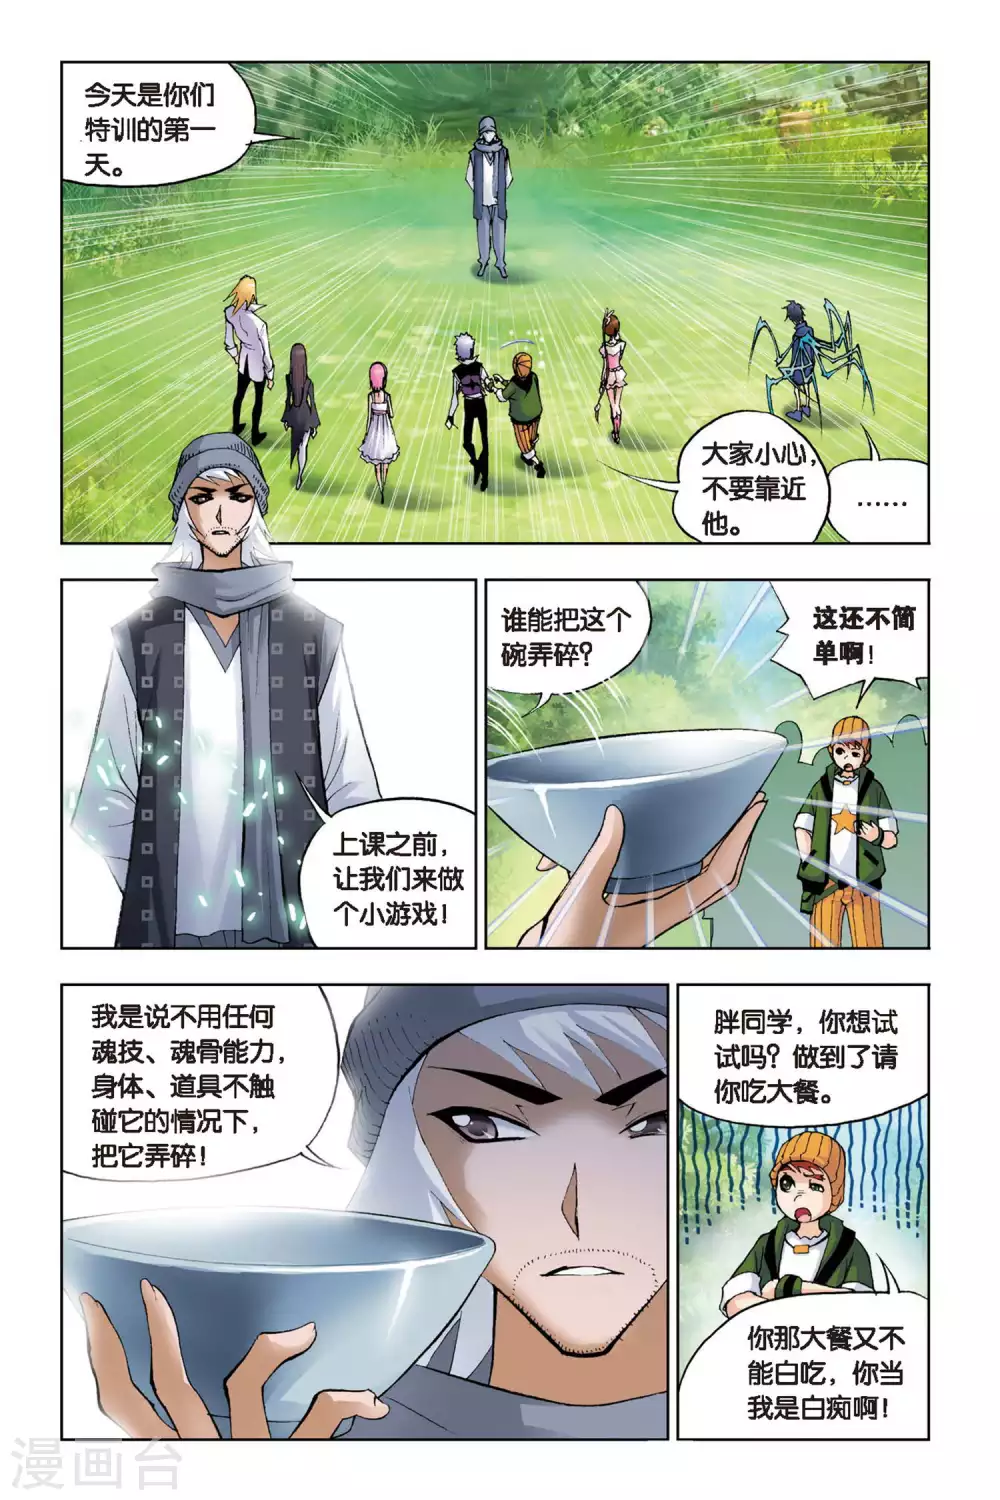 今天是你们
特训的第一
天。
大家小心,
不要靠近
他。
……
上课之前,
让我们来做
个小游戏!
谁能把这个
碗弄碎?
这还不简
单啊!
我是说不用任何
魂技、魂骨能力,
身体、道具不触
碰它的情况下,
把它弄碎!
胖同学,你想试
试吗?做到了请
你吃大餐。
你那大餐又不
能白吃,你当
我是白痴啊!
漫画台